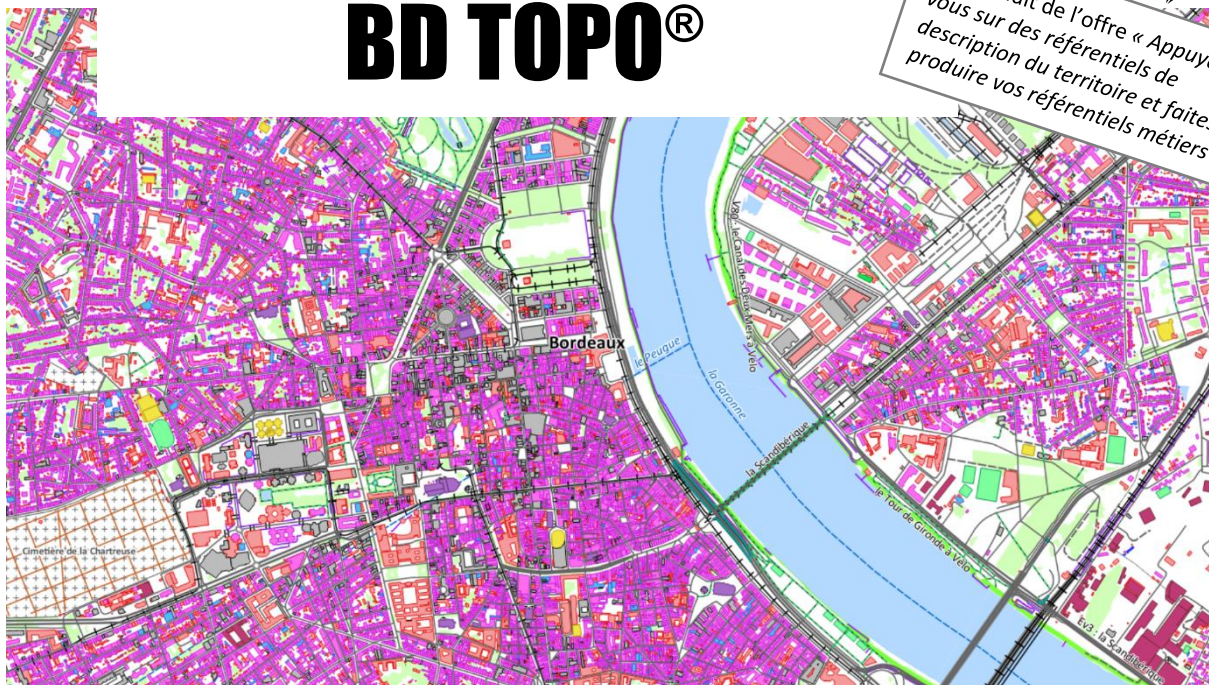 BD TOPO®
de l'offre « Appuy
vous sur des référentiels de
description du territoire et faites
produire vos référentiels métiers
V80 : le Canal des Deux Mers à Vélo
Bordeaux
le Peugue
la Garonne
la Scandibérique
le Tour de Gironde à Vélo
Cimetière de la Chartreuse
Ev3 : la Scandibérique